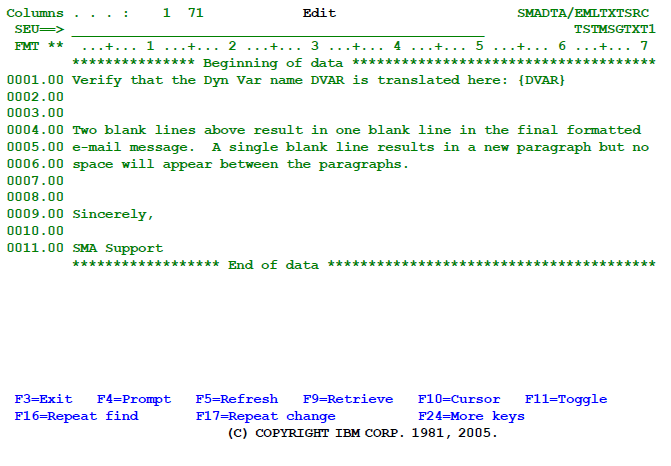 Columns . . . :    1  71            Edit                      SMADTA/EMLTXTSRC
 SEU==> __________________________________________________ TSTMSGTXT1
 FMT **  ...+... 1 ...+... 2 ...+... 3 ...+... 4 ...+... 5 ...+... 6 ...+... 7
        *************** Beginning of data *************************************
0001.00 Verify that the Dyn Var name DVAR is translated here: {DVAR}
0002.00
0003.00
0004.00 Two blank lines above result in one blank line in the final formatted
0005.00 e-mail message.  A single blank line results in a new paragraph but no
0006.00 space will appear between the paragraphs.
0007.00
0008.00
0009.00 Sincerely,
0010.00
0011.00 SMA Support
        ****************** End of data ****************************************
 F3=Exit   F4=Prompt   F5=Refresh   F9=Retrieve   F10=Cursor   F11=Toggle
 F16=Repeat find       F17=Repeat change          F24=More keys
                           (C) COPYRIGHT IBM CORP. 1981, 2005.